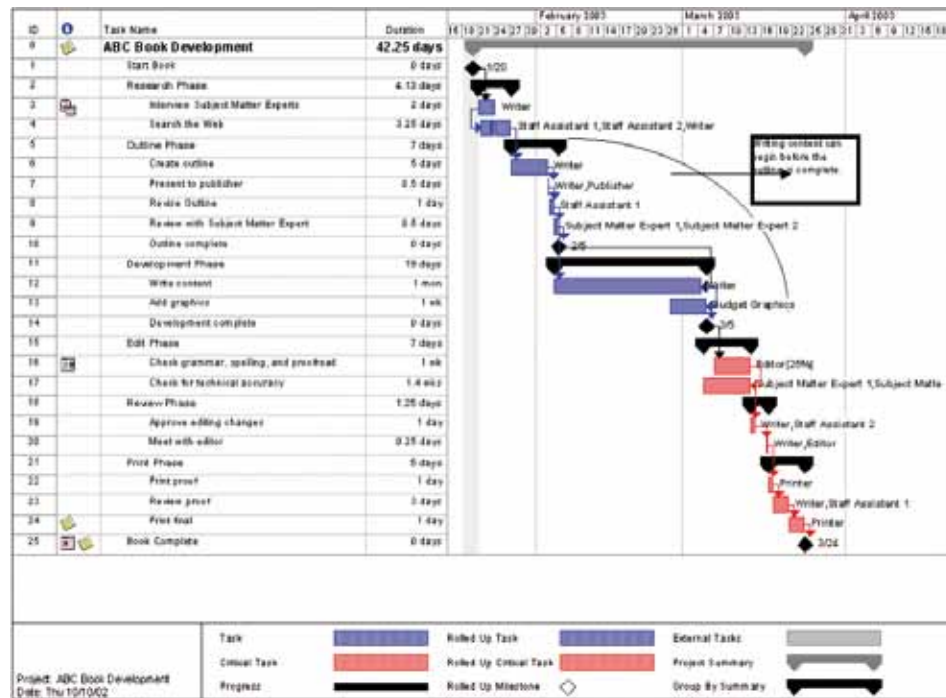 February 2003 March 2003 April 2003
ID Task Name Duration
0 ABC Book Development 42.25 days
1 Start Book 0 days 1/20
2 Research Phase 4.13 days
3 Interview Subject Matter Experts 2 days Writer
4 Search the Web 3.25 days Staff Assistant 1,Staff Assistant 2,Writer
5 Outline Phase 7 days
Writing content can
begin before the
outline is complete.
6 Create outline 5 days Writer
7 Present to publisher 0.5 days Writer,Publisher
8 Revise Outline 1 day Staff Assistant 1
9 Review with Subject Matter Expert 0.5 days Subject Matter Expert 1,Subject Matter Expert 2
10 Outline complete 0 days 2/5
11 Development Phase 19 days
12 Write content 1 mon Writer
13 Add graphics 1 wk Budget Graphics
14 Development complete 0 days 3/5
15 Edit Phase 7 days
16 Check grammar, spelling, and proofread 1 wk Editor[25%]
17 Check for technical accuracy 1.4 wks Subject Matter Expert 1,Subject Matte
18 Review Phase 1.25 days
19 Approve editing changes 1 day Writer,Staff Assistant 2
20 Meet with editor 0.25 days Writer,Editor
21 Print Phase 5 days
22 Print proof 1 day Printer
23 Review proof 3 days Writer,Staff Assistant 1
24 Print final 1 day Printer
25 Book Complete 0 days 3/24
Task Rolled Up Task External Tasks
Critical Task Rolled Up Critical Task Project Summary
Progress Rolled Up Milestone Group By Summary
Project: ABC Book Development
Date: Thu 10/10/02